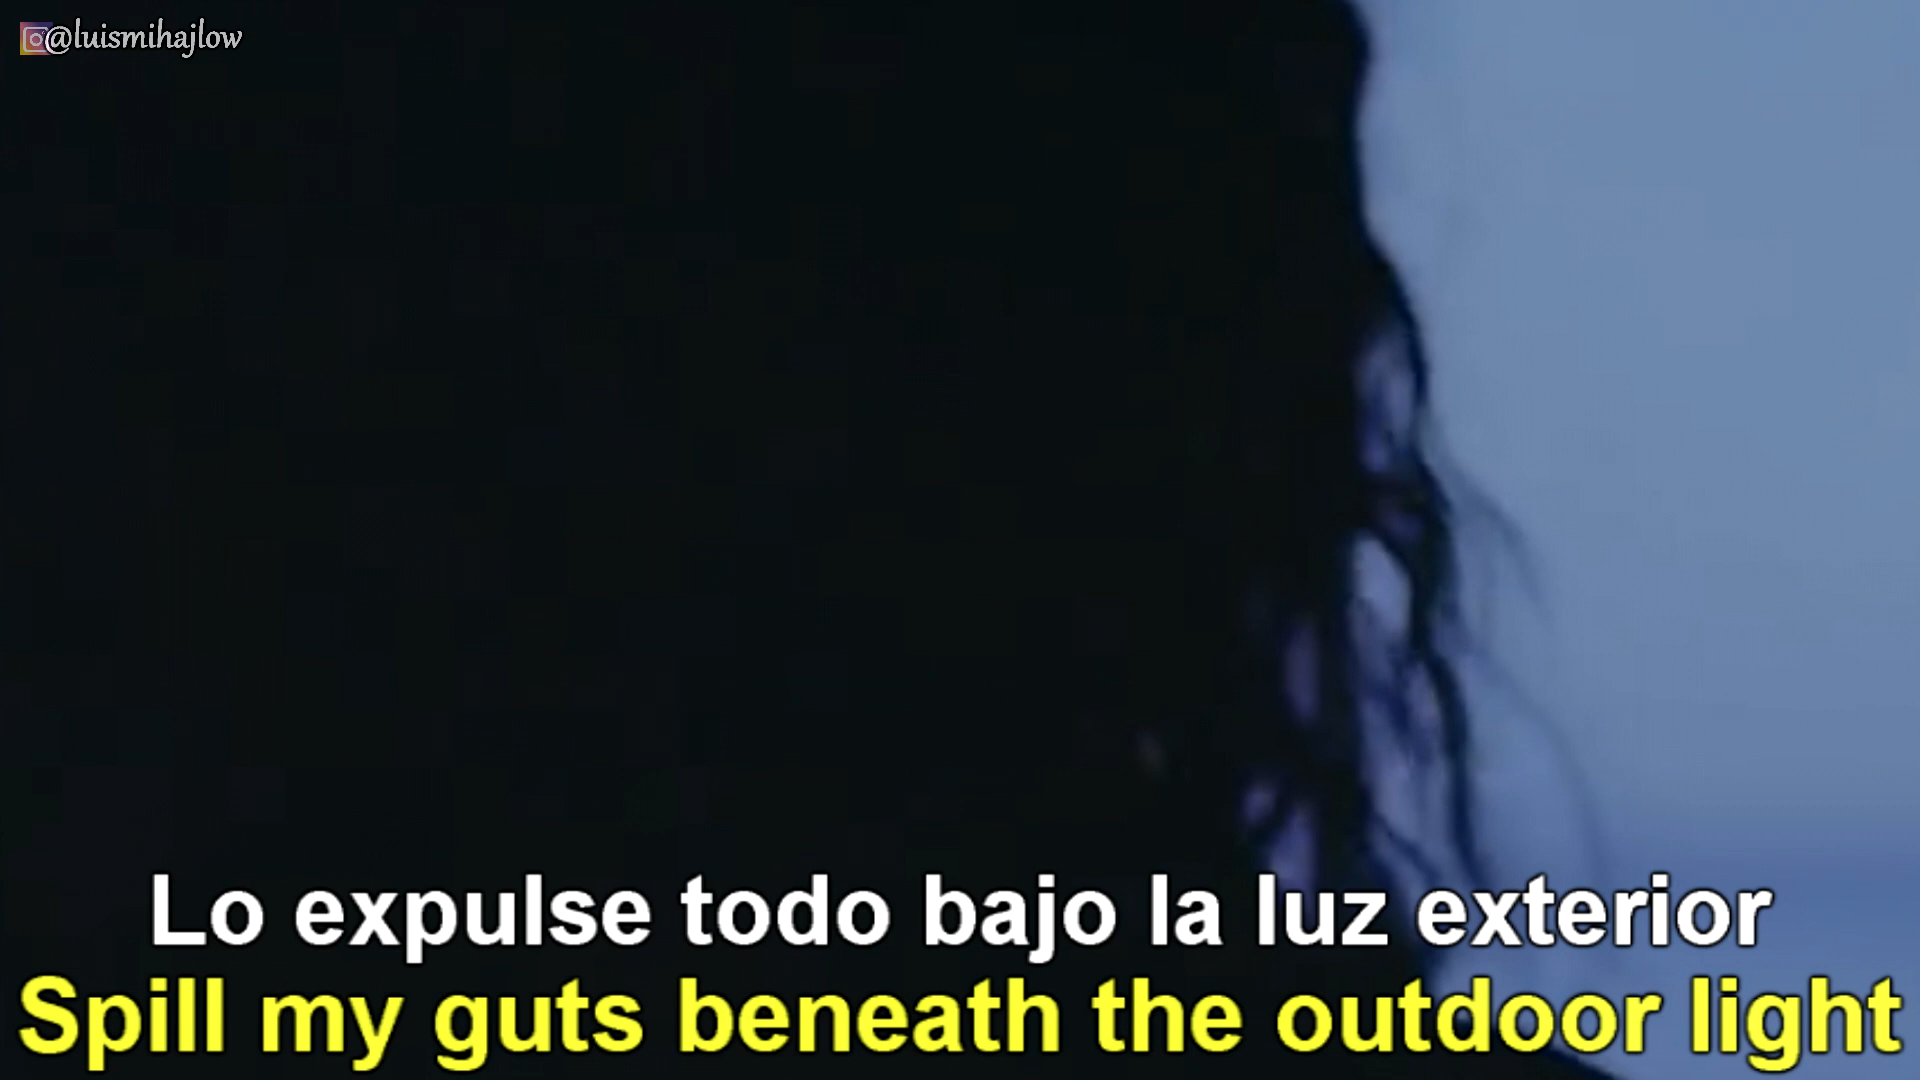 @luismihajlow
Lo expulse todo bajo la luz exterior
Spill my guts beneath the outdoor light